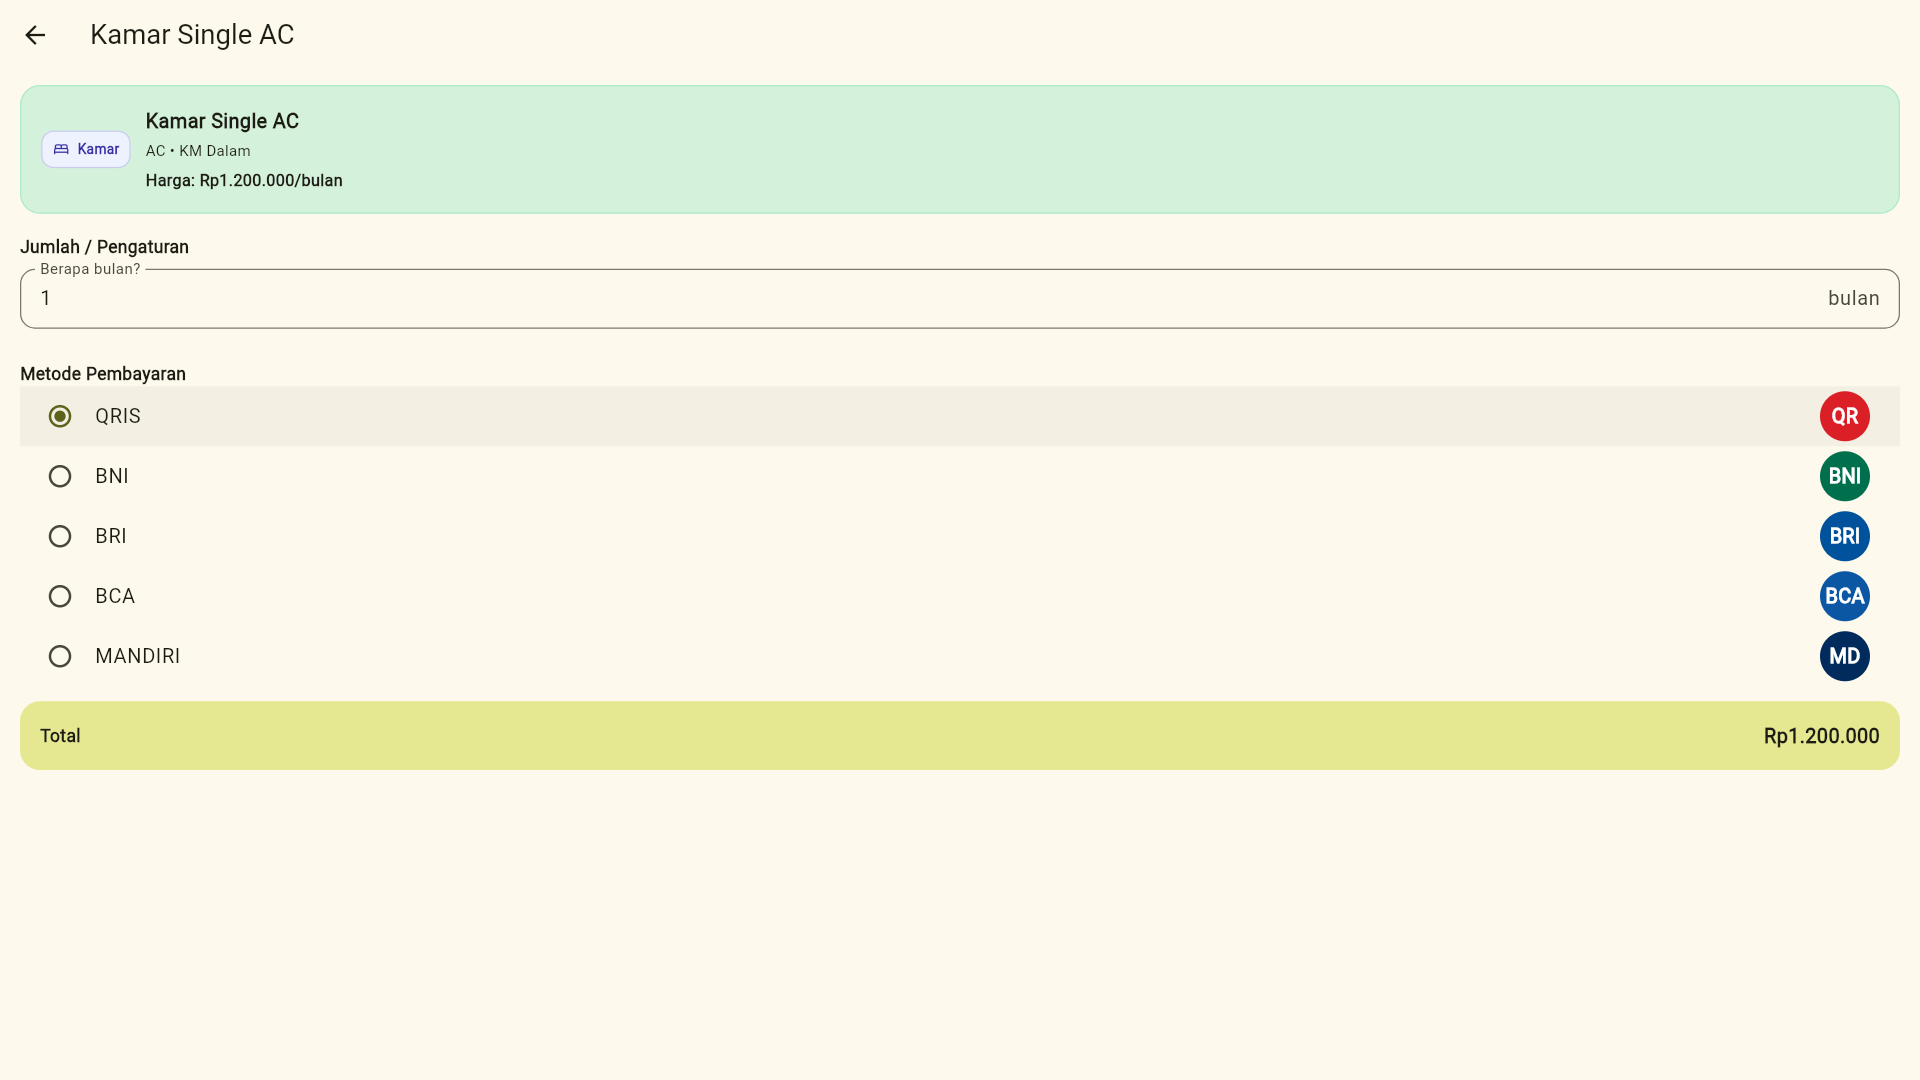 Kamar Single AC
Kamar
Kamar Single AC
AC • KM Dalam
Harga: Rp1.200.000/bulan
Jumlah / Pengaturan
Berapa bulan?
1 bulan
Metode Pembayaran
QRIS QR
BNI BNI
BRI BRI
BCA BCA
MANDIRI MD
Total Rp1.200.000